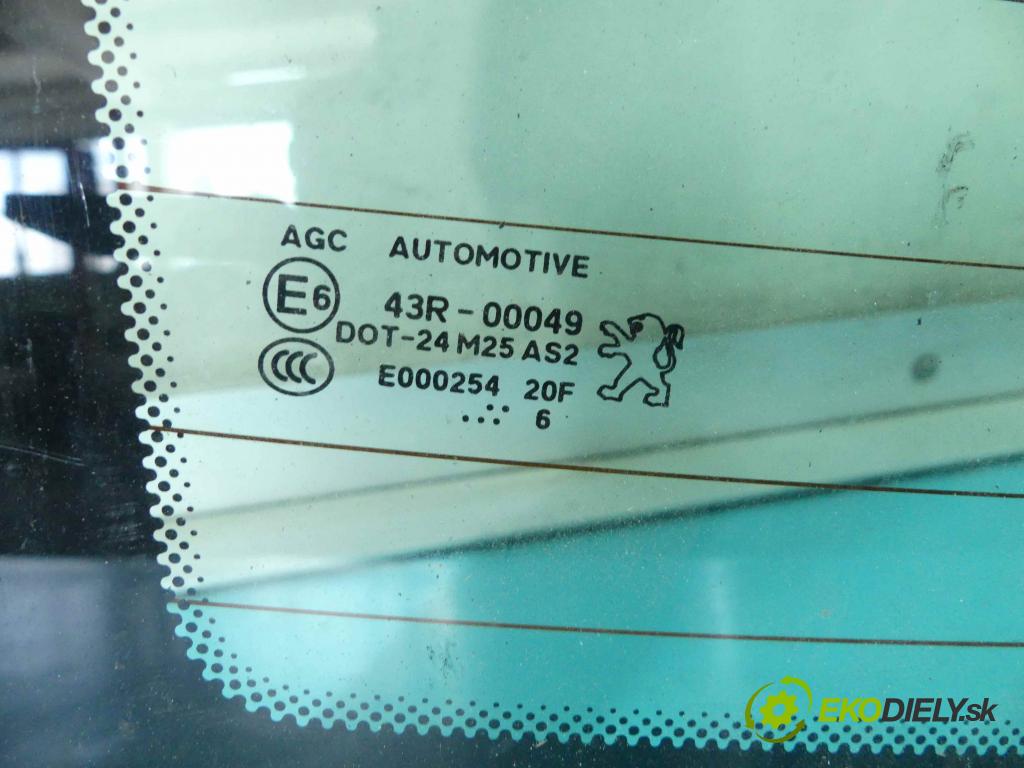 AGC AUTOMOTIVE
E6 43R-00049
DOT-24 M25 AS2
CCC E000254 20F
6
EKODIELY.sk